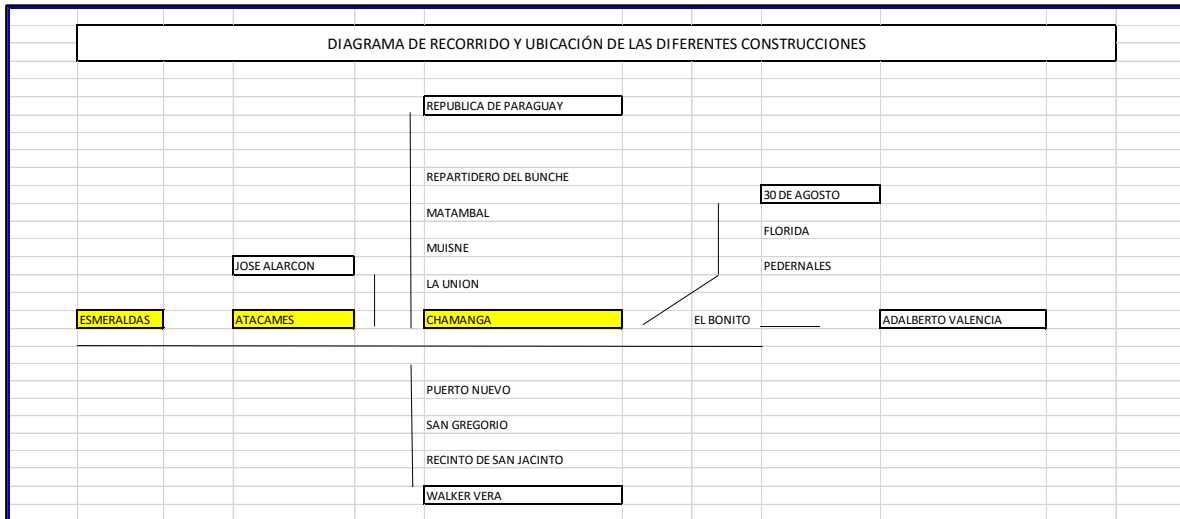 DIAGRAMA DE RECORRIDO Y UBICACIÓN DE LAS DIFERENTES CONSTRUCCIONES
REPUBLICA DE PARAGUAY
REPARTIDERO DEL BUNCHE
30 DE AGOSTO
MATAMBAL
FLORIDA
MUISNE
JOSE ALARCON
PEDERNALES
LA UNION
ESMERALDAS
ATACAMES
CHAMANGA
EL BONITO
ADALBERTO VALENCIA
PUERTO NUEVO
SAN GREGORIO
RECINTO DE SAN JACINTO
WALKER VERA